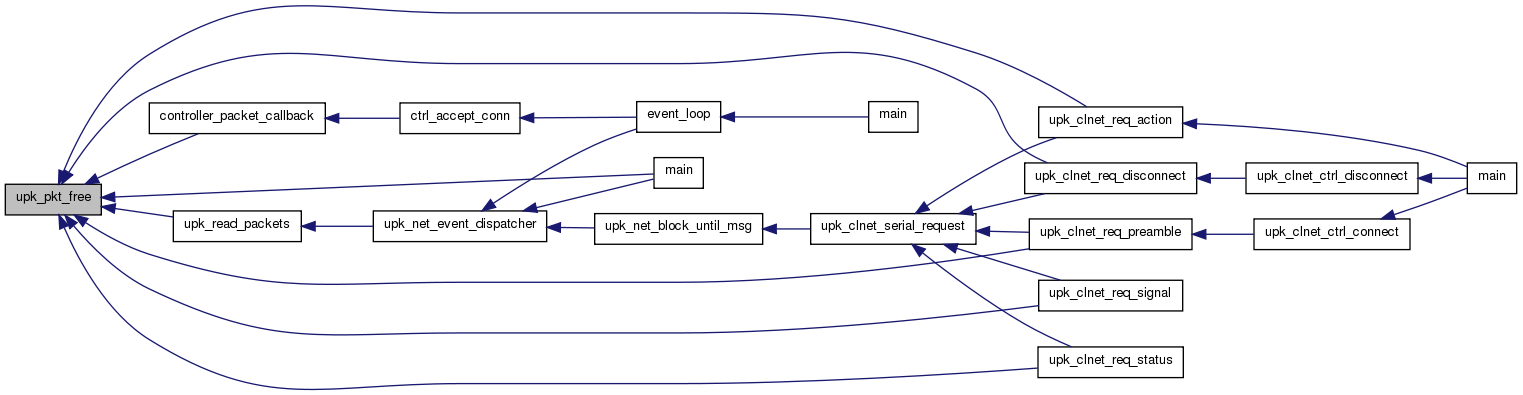 upk_pkt_free
controller_packet_callback
ctrl_accept_conn
event_loop
main
upk_clnet_req_action
main
upk_clnet_req_disconnect
upk_clnet_ctrl_disconnect
main
upk_read_packets
upk_net_event_dispatcher
upk_net_block_until_msg
upk_clnet_serial_request
upk_clnet_req_preamble
upk_clnet_ctrl_connect
upk_clnet_req_signal
upk_clnet_req_status